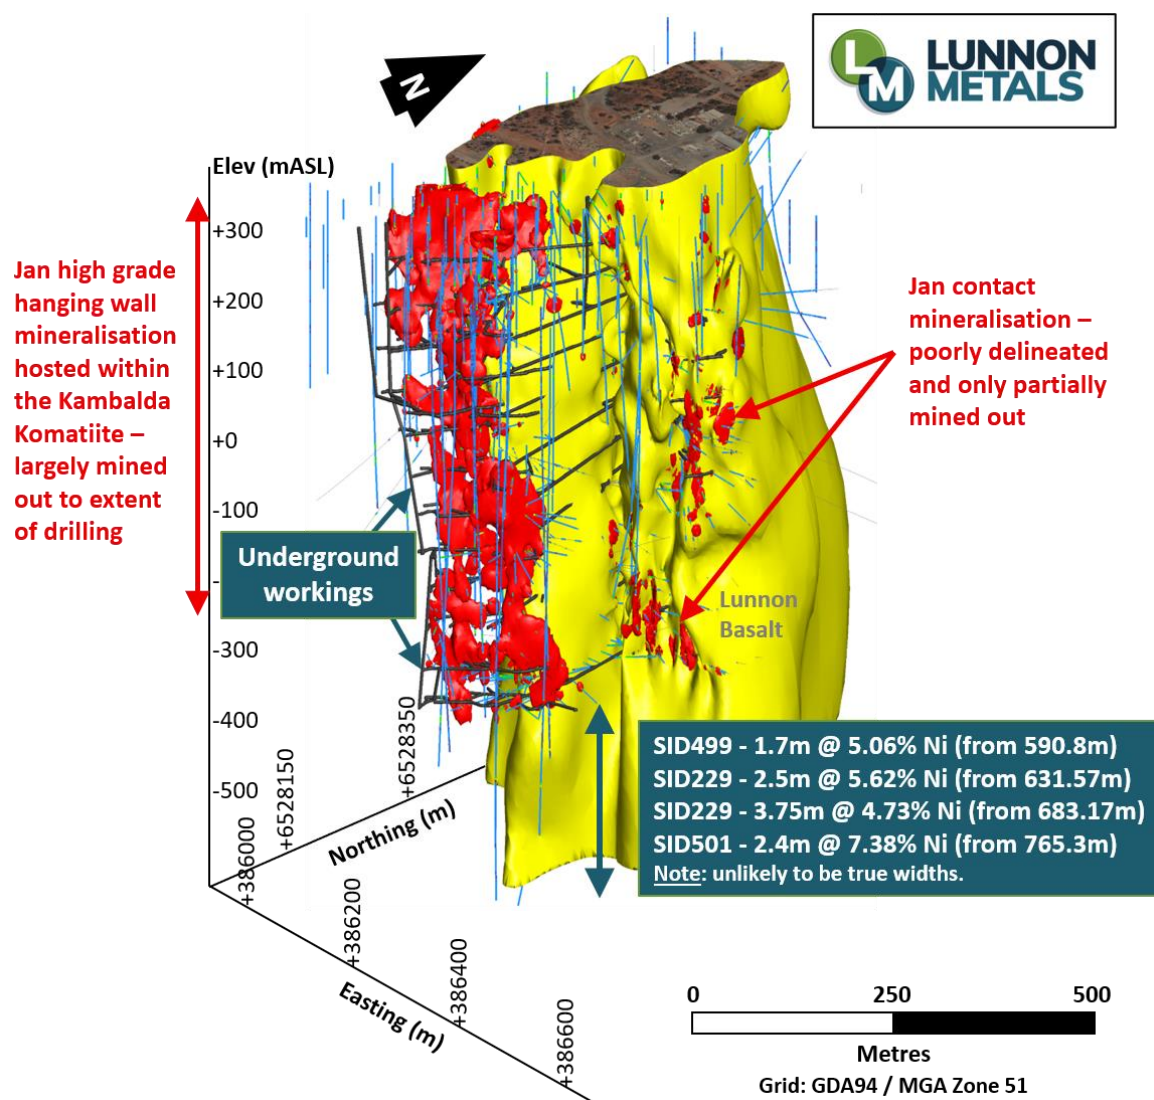 N
LM LUNNON
METALS
Elev (mASL)
+300
+200
+100
+0
-100
-
-300
-400
-500
Jan high grade
hanging wall
mineralisation
hosted within
the Kambalda
Komatiite –
largely mined
out to extent
of drilling
Underground
workings
Jan contact
mineralisation –
poorly delineated
and only partially
mined out
Lunnon
Basalt
SID499 - 1.7m @ 5.06% Ni (from 590.8m)
SID229 - 2.5m @ 5.62% Ni (from 631.57m)
SID229 - 3.75m @ 4.73% Ni (from 683.17m)
SID501 - 2.4m @ 7.38% Ni (from 765.3m)
Note: unlikely to be true widths.
+6528150
+6528350
Northing (m)
+386000
+386200
+386400
+386600
Easting (m)
0 250 500
Metres
Grid: GDA94 / MGA Zone 51